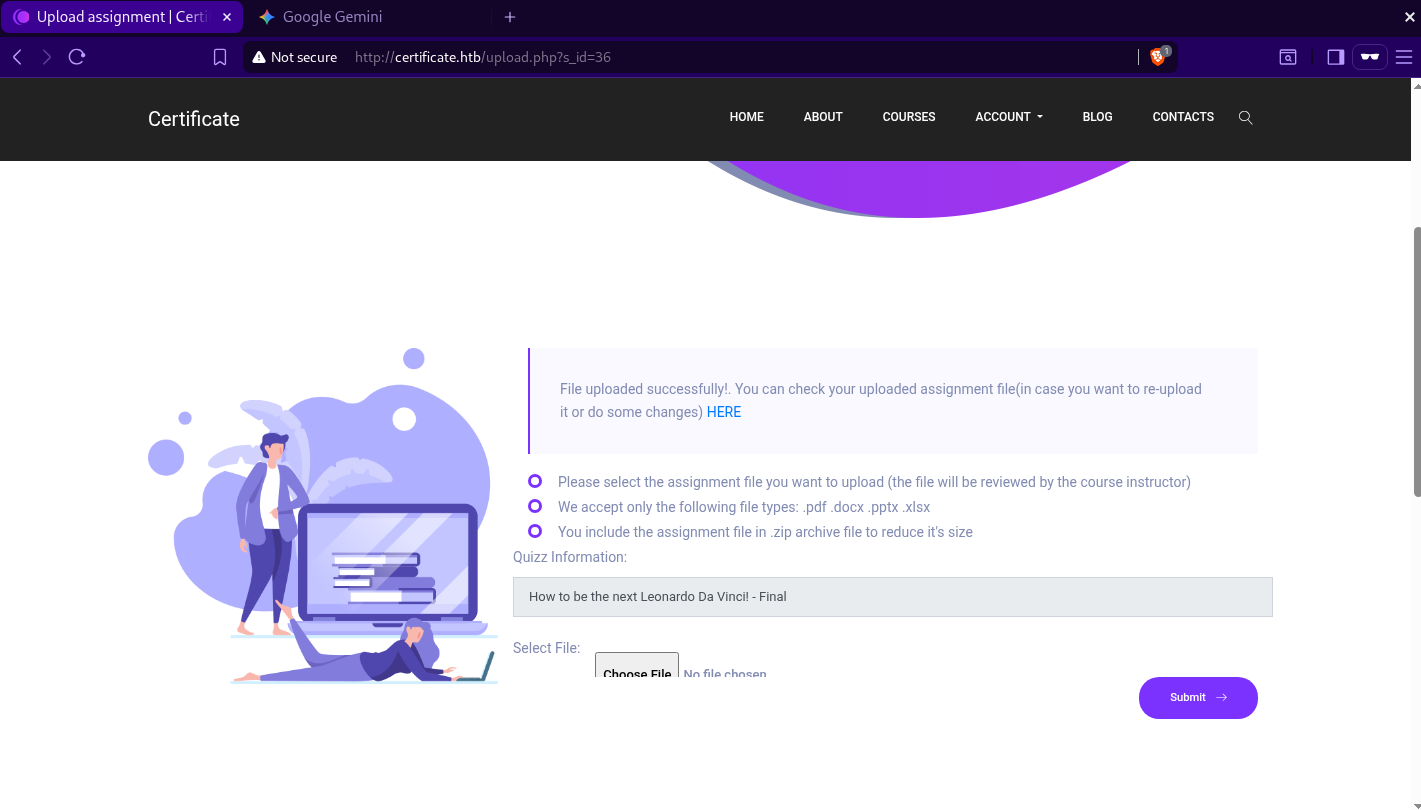 Upload assignment | Certi
Google Gemini
Not secure
http://certificate.htb/upload.php?s_id=36
1
Certificate
HOME
ABOUT
COURSES
ACCOUNT
BLOG
CONTACTS
File uploaded successfully!. You can check your uploaded assignment file(in case you want to re-upload
it or do some changes) HERE
Please select the assignment file you want to upload (the file will be reviewed by the course instructor)
We accept only the following file types: .pdf .docx .pptx .xlsx
You include the assignment file in .zip archive file to reduce it's size
Quizz Information:
How to be the next Leonardo Da Vinci! - Final
Select File:
Choose File No file chosen
Submit